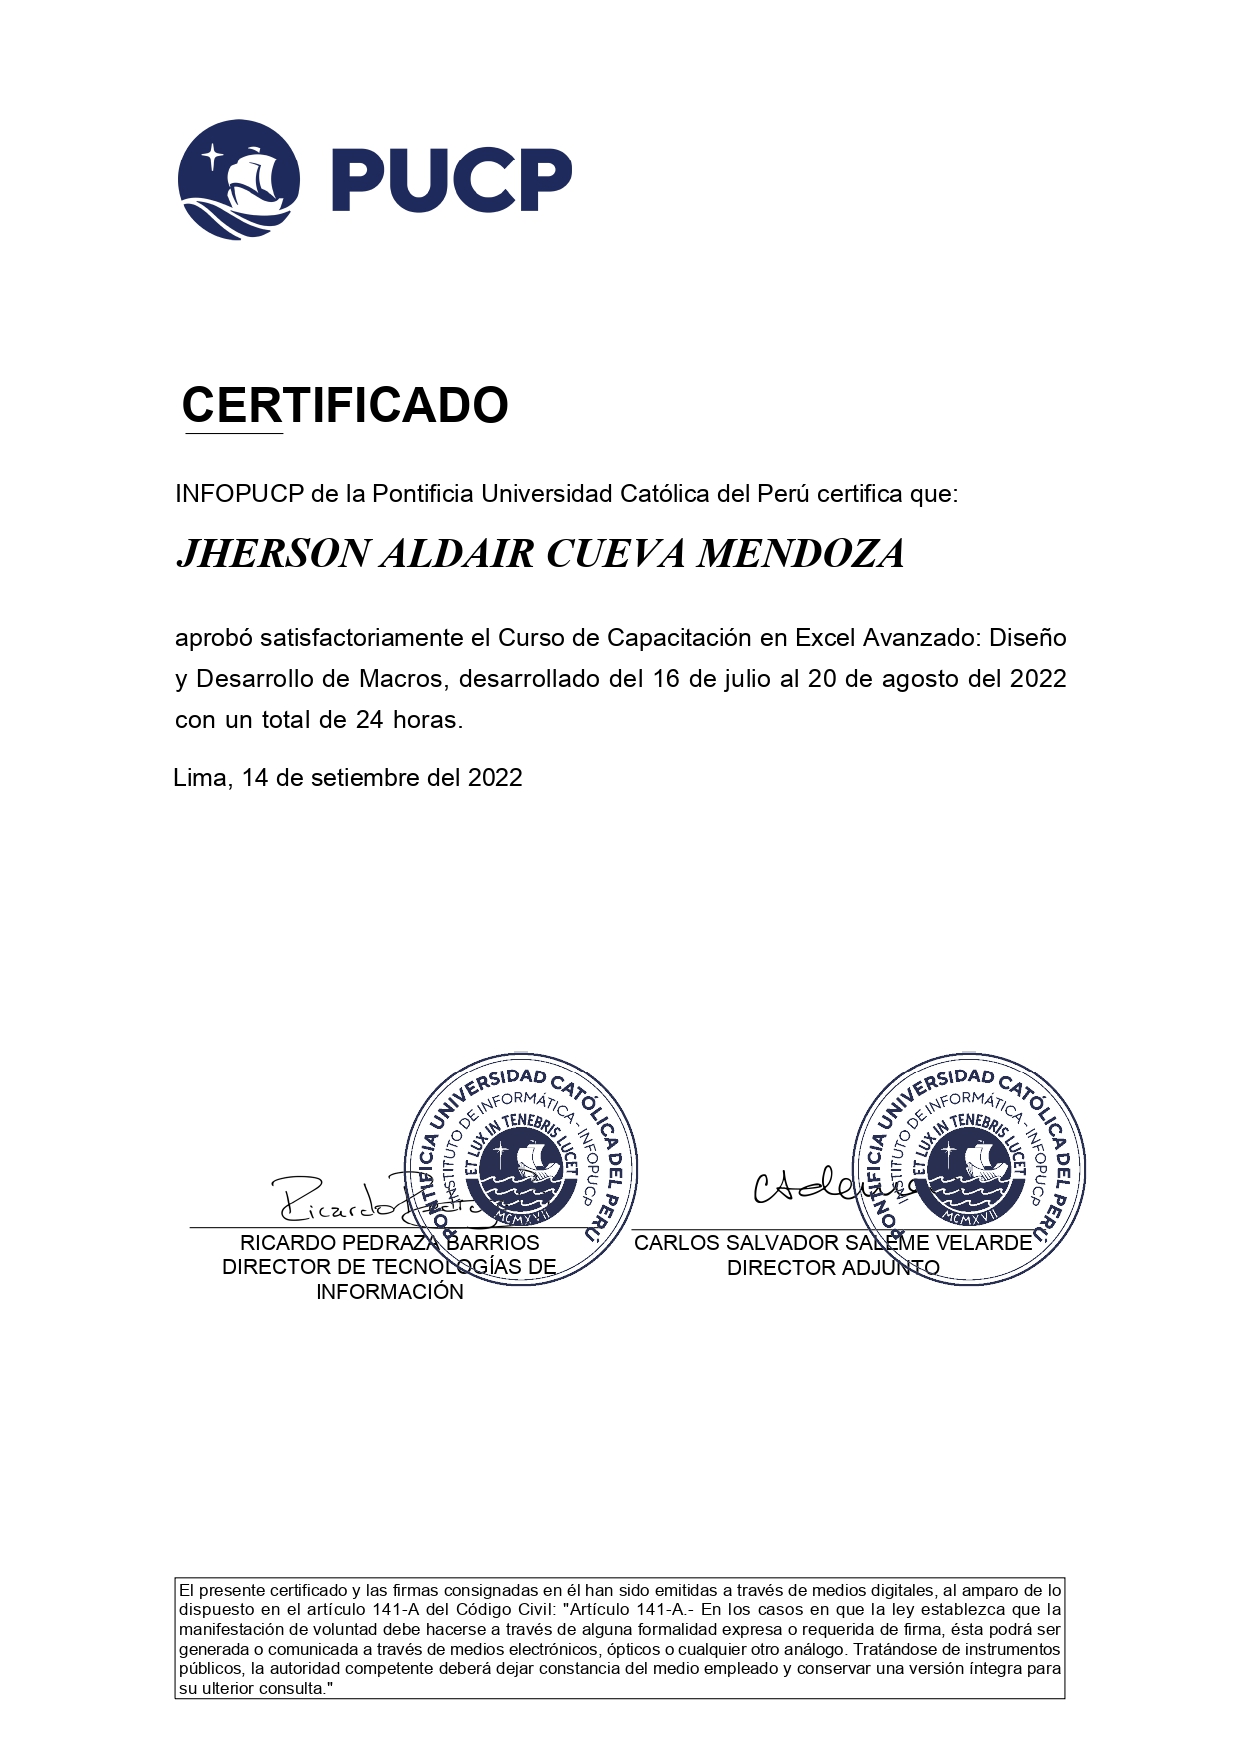 PUCP
CERTIFICADO
INFOPUCP de la Pontificia Universidad Católica del Perú certifica que:
JHERSON ALDAIR CUEVA MENDOZA
aprobó satisfactoriamente el Curso de Capacitación en Excel Avanzado: Diseño
y Desarrollo de Macros, desarrollado del 16 de julio al 20 de agosto del 2022
con un total de 24 horas.
Lima, 14 de setiembre del 2022
PONTIFICIA UNIVERSIDAD CATÓLICA DEL PERÚ
INSTITUTO DE INFORMÁTICA - INFOPUCP
ET LUX IN TENEBRIS LUCET
MCMXVII
RICARDO PEDRAZA BARRIOS
DIRECTOR DE TECNOLOGÍAS DE
INFORMACIÓN
PONTIFICIA UNIVERSIDAD CATÓLICA DEL PERÚ
INSTITUTO DE INFORMÁTICA - INFOPUCP
ET LUX IN TENEBRIS LUCET
MCMXVII
CARLOS SALVADOR SALEME VELARDE
DIRECTOR ADJUNTO
El presente certificado y las firmas consignadas en él han sido emitidas a través de medios digitales, al amparo de lo
dispuesto en el artículo 141-A del Código Civil: "Artículo 141-A.- En los casos en que la ley establezca que la
manifestación de voluntad debe hacerse a través de alguna formalidad expresa o requerida de firma, ésta podrá ser
generada o comunicada a través de medios electrónicos, ópticos o cualquier otro análogo. Tratándose de instrumentos
públicos, la autoridad competente deberá dejar constancia del medio empleado y conservar una versión íntegra para
su ulterior consulta."